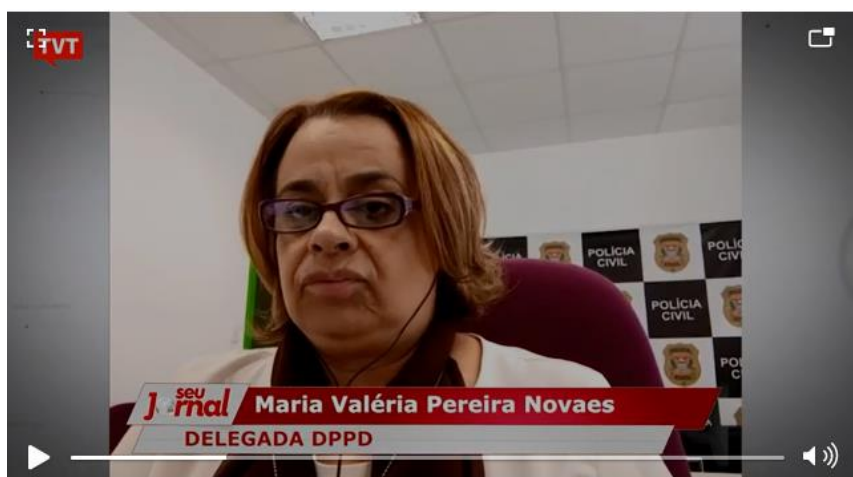 TVT
POLÍCIA CIVIL
POLÍCIA CIVIL
seu
Jornal
Maria Valéria Pereira Novaes
DELEGADA DPPD